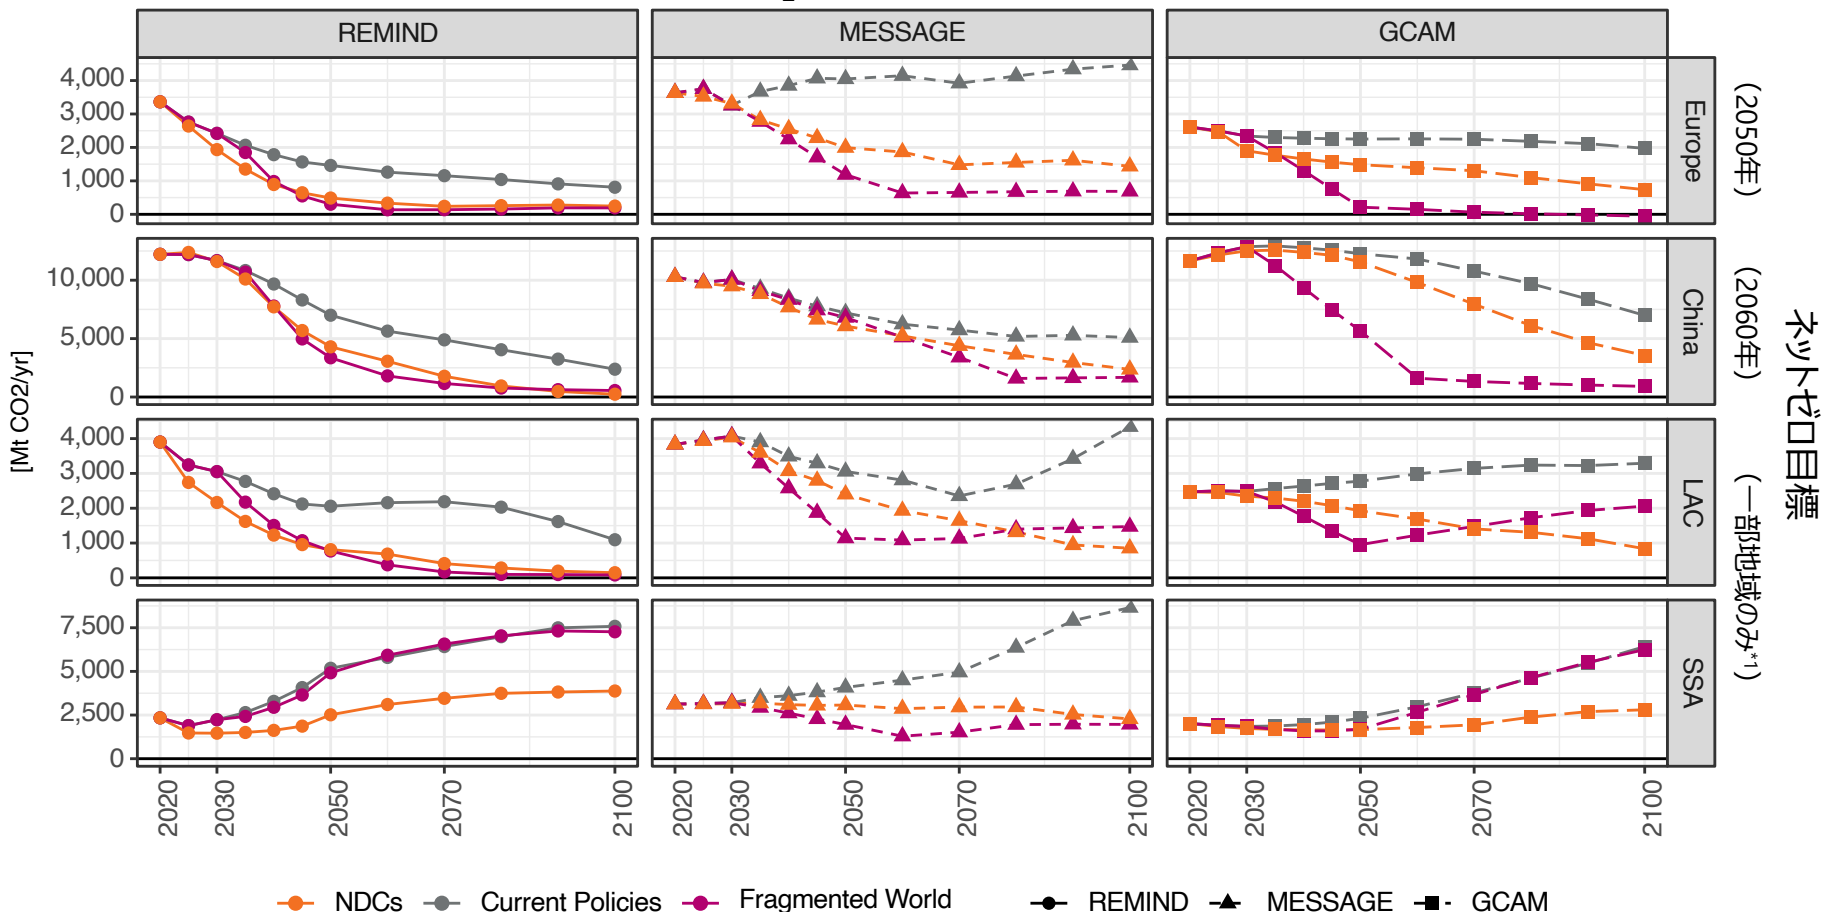 REMIND MESSAGE GCAM
4,000
3,000
2,000
1,000
0
Europe
(2050年)
10,000
5,000
0
China
(2060年)
4,000
3,000
2,000
1,000
0
LAC
(一部地域のみ*1)
7,500
5,000
2,500
0
SSA
[Mt CO2/yr]
ネットゼロ目標
2020 2030 2050 2070 2100 2020 2030 2050 2070 2100 2020 2030 2050 2070 2100
NDCs Current Policies Fragmented World REMIND MESSAGE GCAM